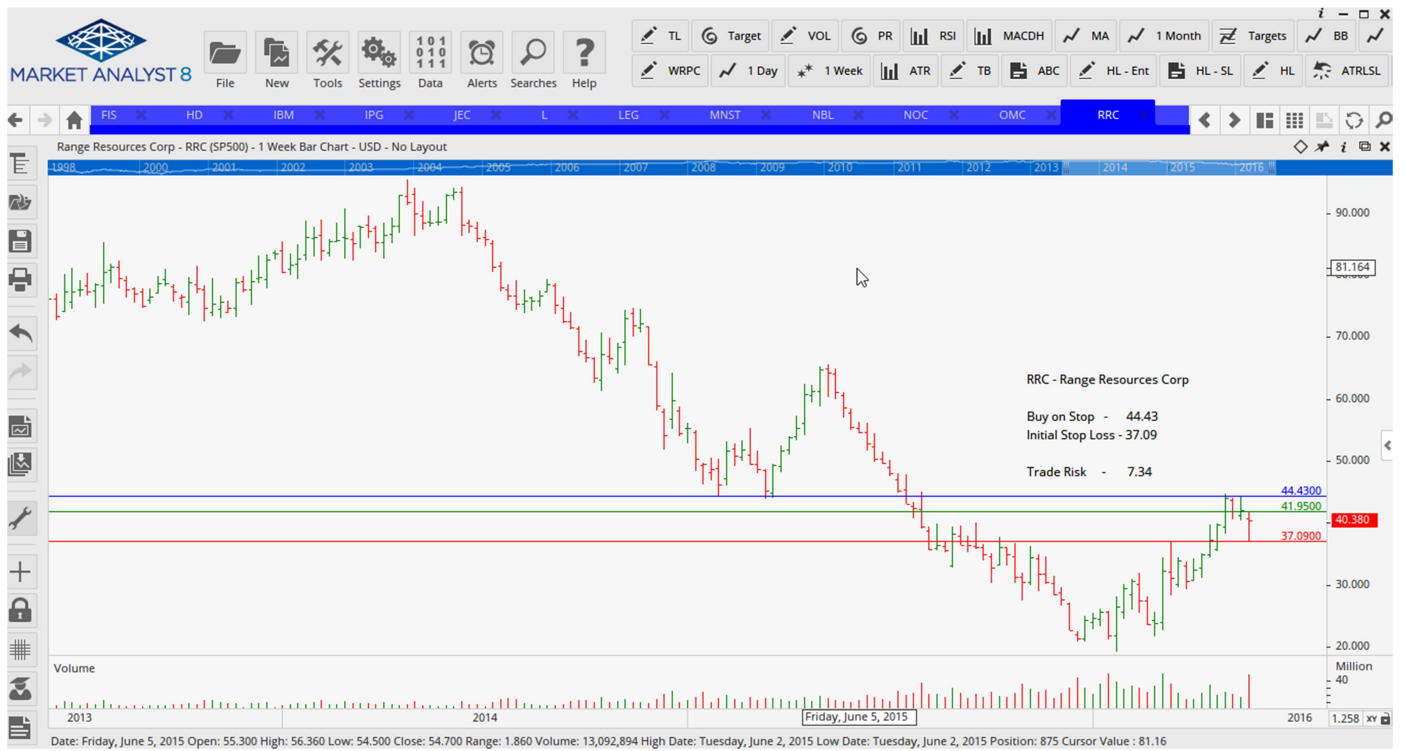 i
MARKET ANALYST 8
File New Tools Settings Data Alerts Searches Help
TL Target VOL PR RSI MACDH MA 1 Month Targets BB
WRPC 1 Day 1 Week ATR TB ABC HL - Ent HL - SL HL ATRLSL
101
010
111
FIS HD IBM IPG JEC L LEG MNST NBL NOC OMC RRC
Range Resources Corp - RRC (SP500) - 1 Week Bar Chart - USD - No Layout
i
1998 2000 2001 2002 2003 2004 2005 2006 2007 2008 2009 2010 2011 2012 2013 2014 2015 2016
90.000
81.164
70.000
RRC - Range Resources Corp
60.000
Buy on Stop - 44.43
Initial Stop Loss - 37.09
50.000
Trade Risk - 7.34
44.4300
41.9500
40.380
37.0900
30.000
20.000
Volume
Million
40
2013 2014 Friday, June 5, 2015 2016 1.258 XY
Date: Friday, June 5, 2015 Open: 55.300 High: 56.360 Low: 54.500 Close: 54.700 Range: 1.860 Volume: 13,092,894 High Date: Tuesday, June 2, 2015 Low Date: Tuesday, June 2, 2015 Position: 875 Cursor Value : 81.16